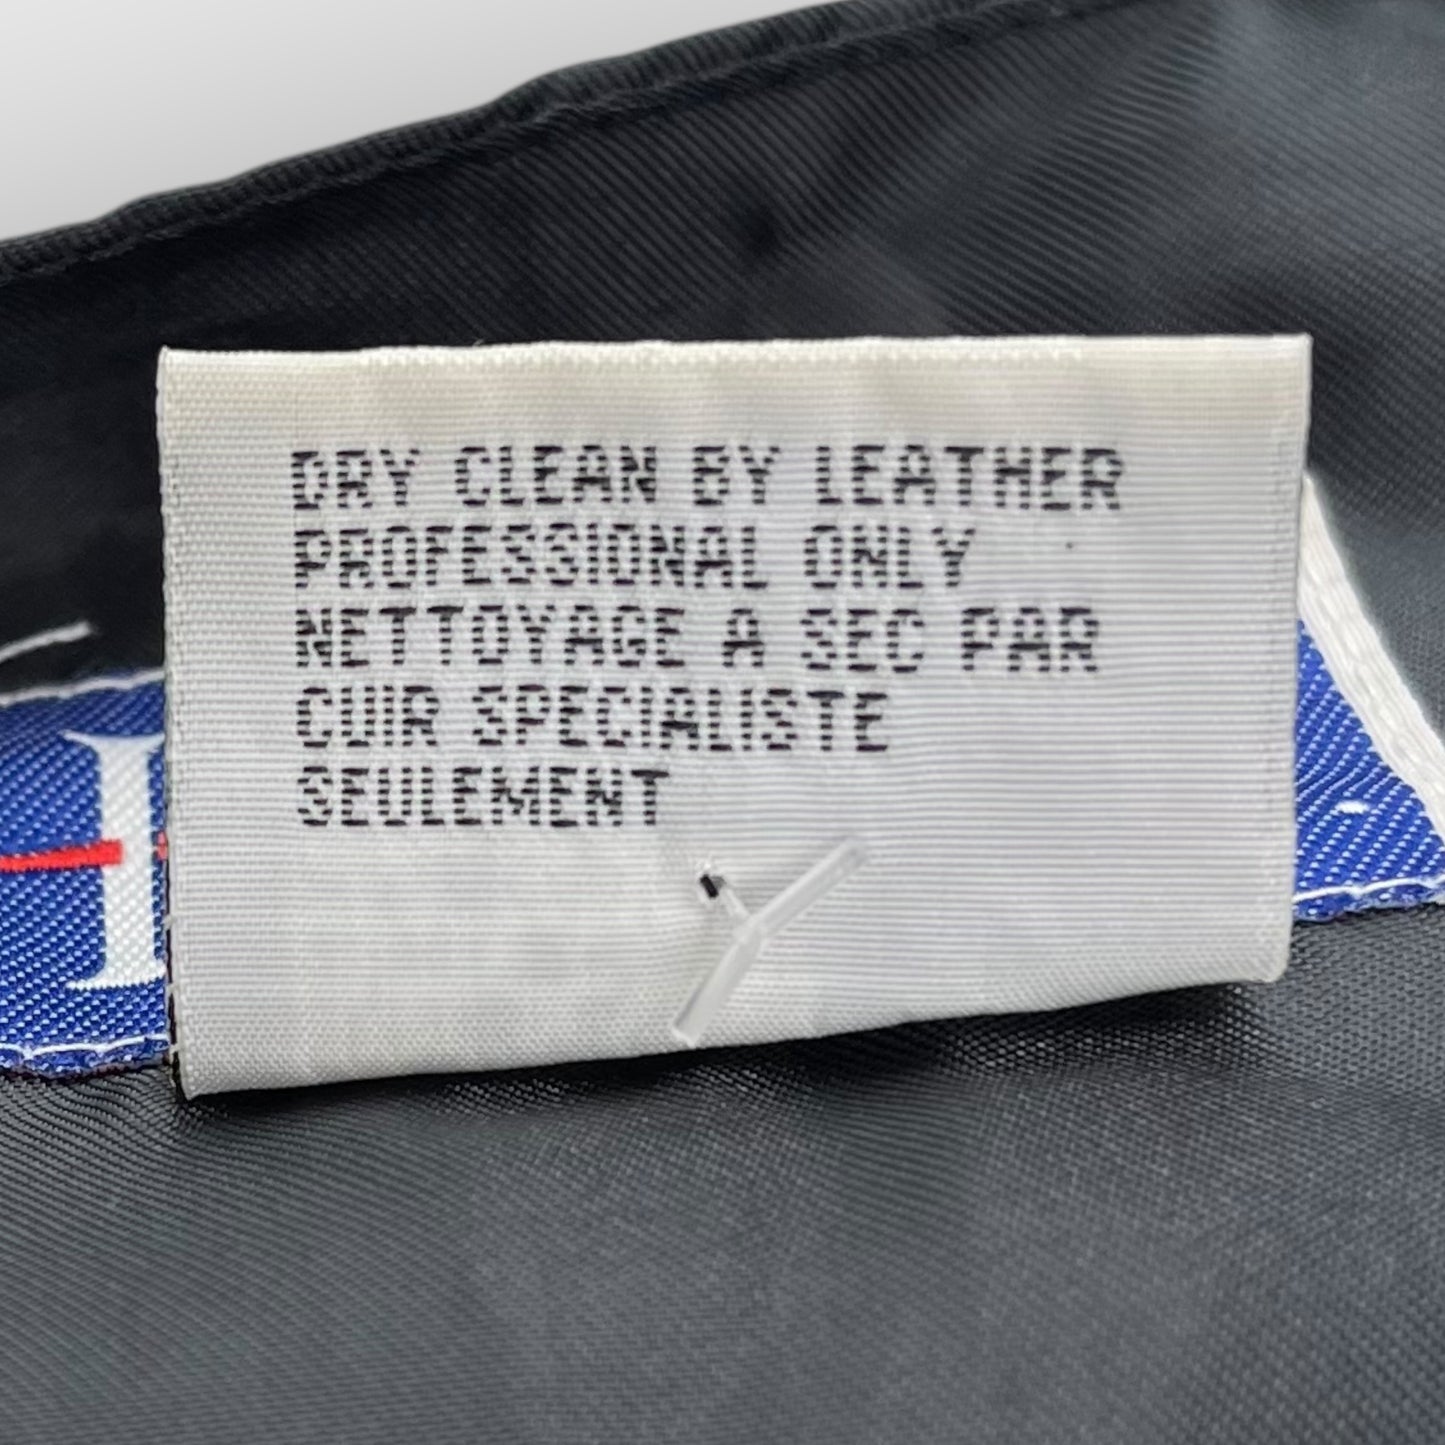 DRY CLEAN BY LEATHER
PROFESSIONAL ONLY
NETTOYAGE A SEC PAR
CUIR SPECIALISTE
SEULEMENT